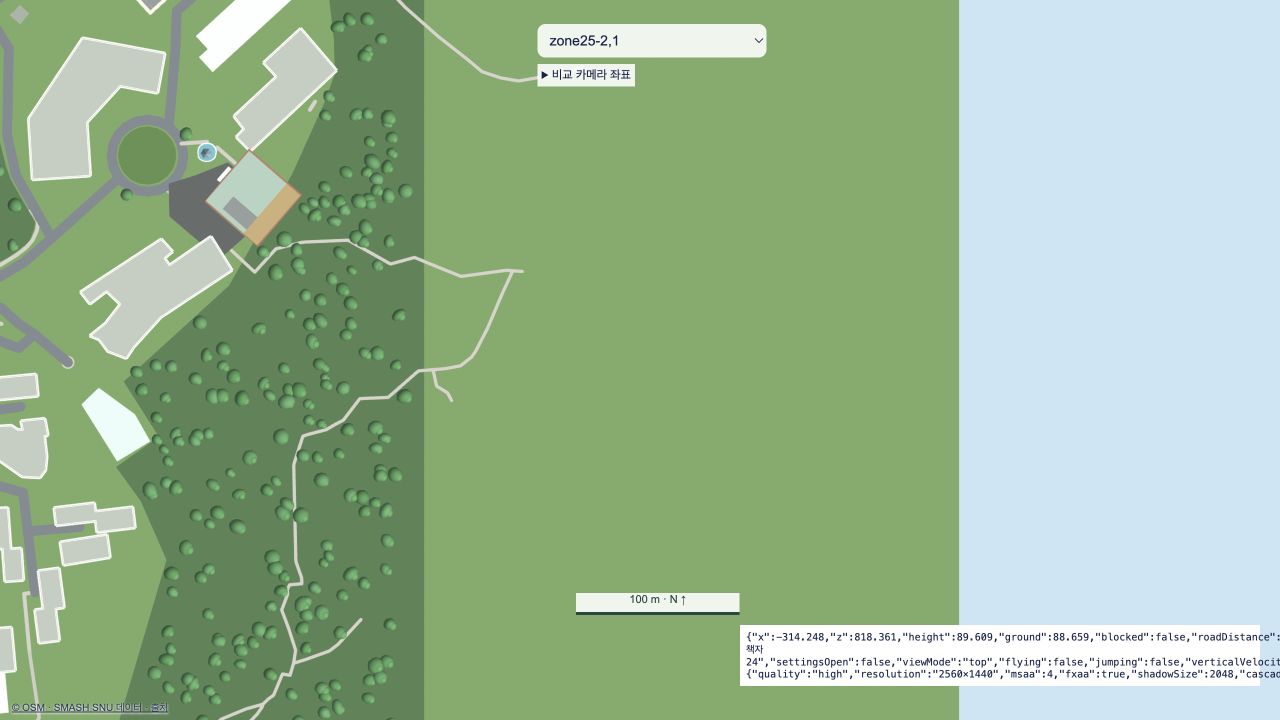 zone25-2,1
▶ 비교 카메라 좌표
100 m · N ↑
{"x":−314.248,"z":818.361,"height":89.609,"ground":88.659,"blocked":false,"roadDistance":
책자
24","settingsOpen":false,"viewMode":"top","flying":false,"jumping":false,"verticalVelocit
{"quality":"high","resolution":"2560×1440","msaa":4,"fxaa":true,"shadowSize":2048,"cascad
© OSM · SMASH SNU 데이터 · 출처